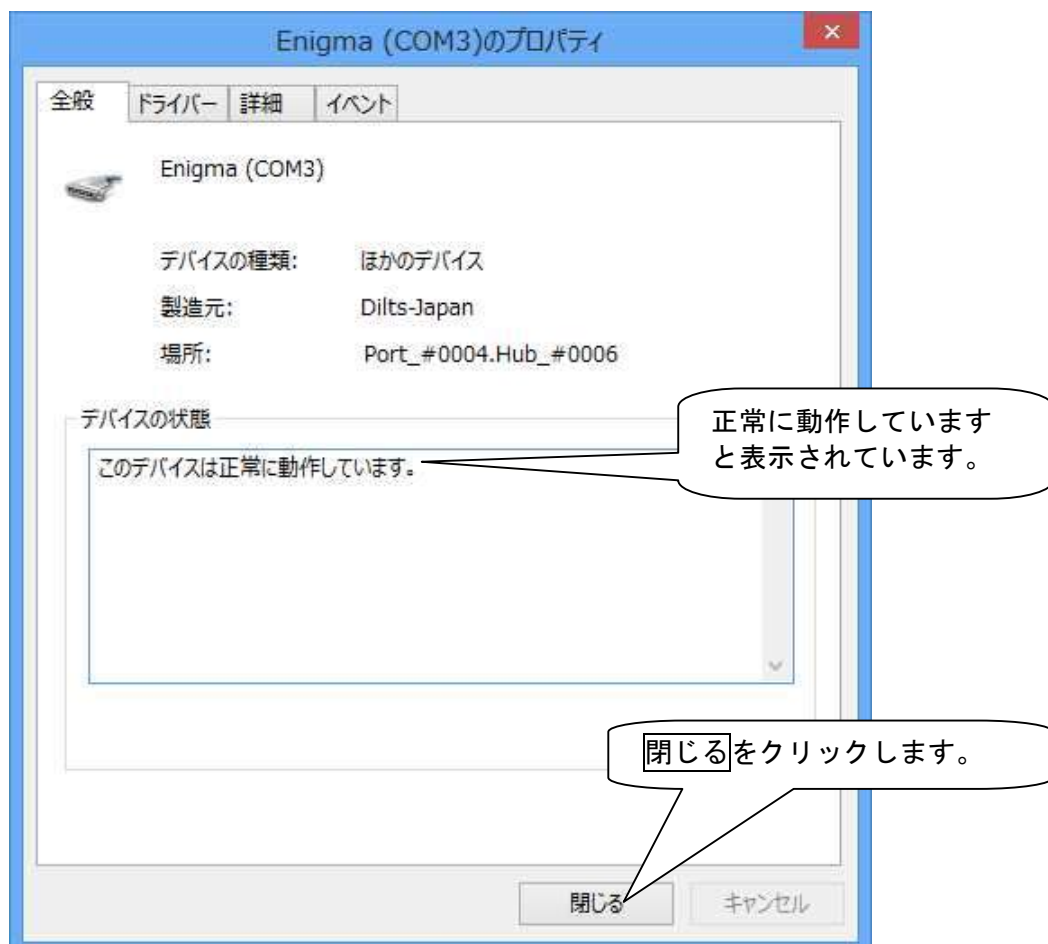 Enigma (COM3)のプロパティ
全般 ドライバー 詳細 イベント
Enigma (COM3)
デバイスの種類: ほかのデバイス
製造元: Dilts-Japan
場所: Port_#0004.Hub_#0006
デバイスの状態
このデバイスは正常に動作しています。
正常に動作しています
と表示されています。
閉じるをクリックします。
閉じる キャンセル